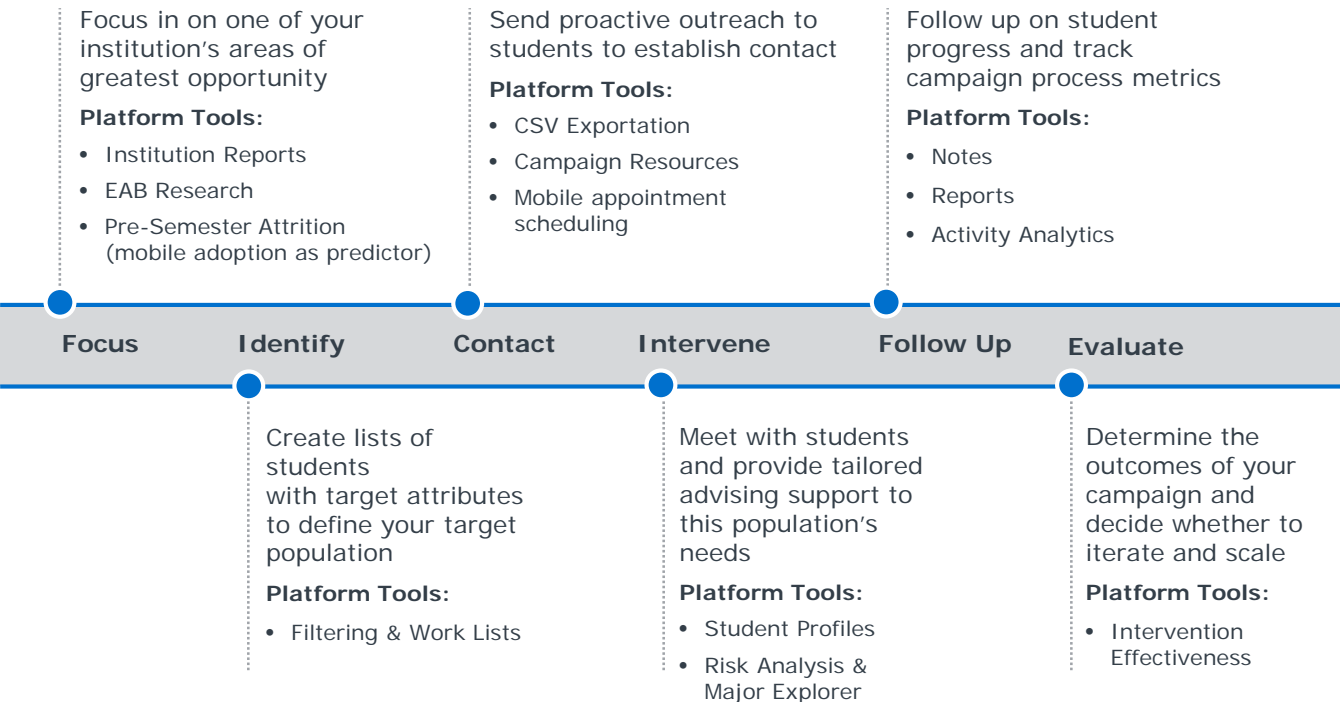 Focus in on one of your
institution's areas of
greatest opportunity
Platform Tools:
• Institution Reports
• EAB Research
• Pre-Semester Attrition
(mobile adoption as predictor)
Send proactive outreach to
students to establish contact
Platform Tools:
• CSV Exportation
• Campaign Resources
• Mobile appointment
scheduling
Follow up on student
progress and track
campaign process metrics
Platform Tools:
• Notes
• Reports
• Activity Analytics
Focus
Identify
Contact
Intervene
Follow Up
Evaluate
Create lists of
students
with target attributes
to define your target
population
Platform Tools:
• Filtering & Work Lists
Meet with students
and provide tailored
advising support to
this population's
needs
Platform Tools:
• Student Profiles
• Risk Analysis &
Major Explorer
Determine the
outcomes of your
campaign and
decide whether to
iterate and scale
Platform Tools:
• Intervention
Effectiveness